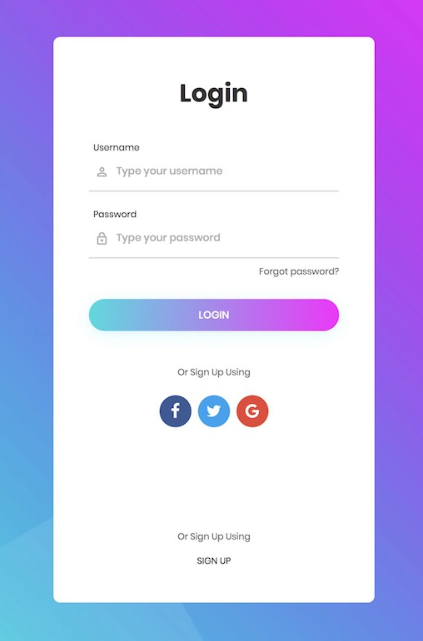 Login
Username
Type your username
Password
Type your password
Forgot password?
LOGIN
Or Sign Up Using
Or Sign Up Using
SIGN UP